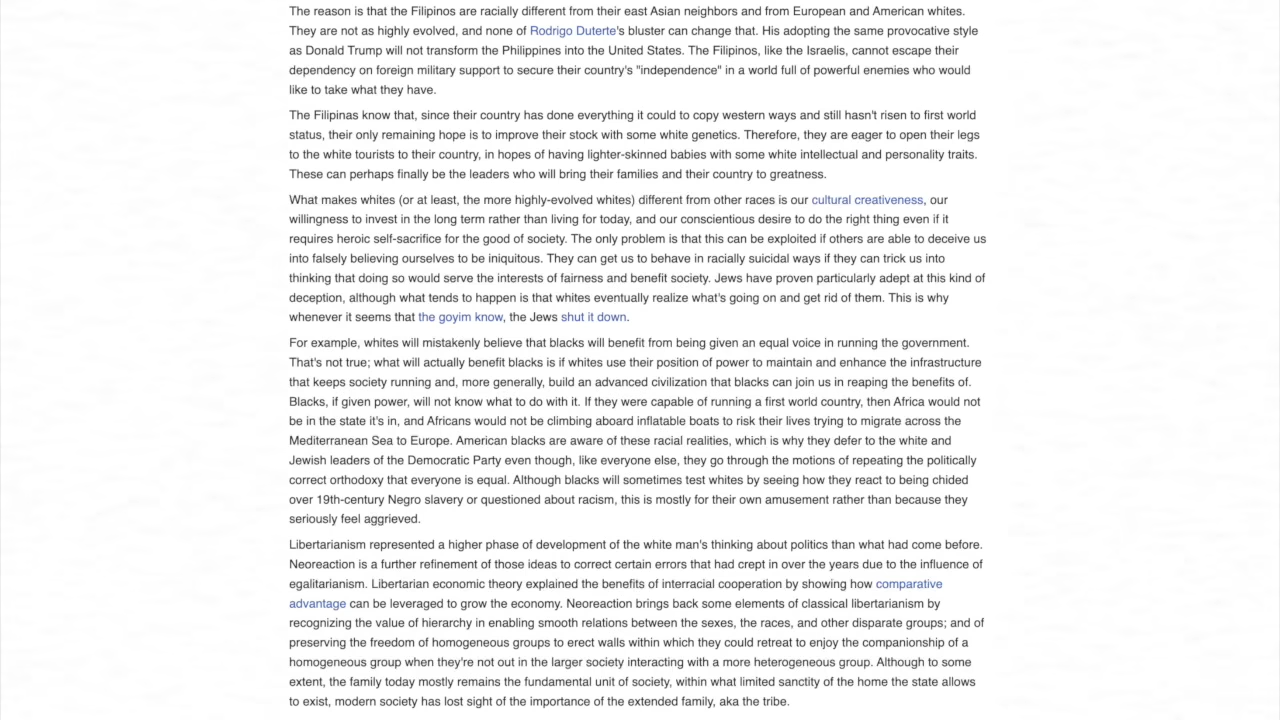 The reason is that the Filipinos are racially different from their east Asian neighbors and from European and American whites.
They are not as highly evolved, and none of Rodrigo Duterte's bluster can change that. His adopting the same provocative style
as Donald Trump will not transform the Philippines into the United States. The Filipinos, like the Israelis, cannot escape their
dependency on foreign military support to secure their country's "independence" in a world full of powerful enemies who would
like to take what they have.
The Filipinas know that, since their country has done everything it could to copy western ways and still hasn't risen to first world
status, their only remaining hope is to improve their stock with some white genetics. Therefore, they are eager to open their legs
to the white tourists to their country, in hopes of having lighter-skinned babies with some white intellectual and personality traits.
These can perhaps finally be the leaders who will bring their families and their country to greatness.
What makes whites (or at least, the more highly-evolved whites) different from other races is our cultural creativeness, our
willingness to invest in the long term rather than living for today, and our conscientious desire to do the right thing even if it
requires heroic self-sacrifice for the good of society. The only problem is that this can be exploited if others are able to deceive us
into falsely believing ourselves to be iniquitous. They can get us to behave in racially suicidal ways if they can trick us into
thinking that doing so would serve the interests of fairness and benefit society. Jews have proven particularly adept at this kind of
deception, although what tends to happen is that whites eventually realize what's going on and get rid of them. This is why
whenever it seems that the goyim know, the Jews shut it down.
For example, whites will mistakenly believe that blacks will benefit from being given an equal voice in running the government.
That's not true; what will actually benefit blacks is if whites use their position of power to maintain and enhance the infrastructure
that keeps society running and, more generally, build an advanced civilization that blacks can join us in reaping the benefits of.
Blacks, if given power, will not know what to do with it. If they were capable of running a first world country, then Africa would not
be in the state it's in, and Africans would not be climbing aboard inflatable boats to risk their lives trying to migrate across the
Mediterranean Sea to Europe. American blacks are aware of these racial realities, which is why they defer to the white and
Jewish leaders of the Democratic Party even though, like everyone else, they go through the motions of repeating the politically
correct orthodoxy that everyone is equal. Although blacks will sometimes test whites by seeing how they react to being chided
over 19th-century Negro slavery or questioned about racism, this is mostly for their own amusement rather than because they
seriously feel aggrieved.
Libertarianism represented a higher phase of development of the white man's thinking about politics than what had come before.
Neoreaction is a further refinement of those ideas to correct certain errors that had crept in over the years due to the influence of
egalitarianism. Libertarian economic theory explained the benefits of interracial cooperation by showing how comparative
advantage can be leveraged to grow the economy. Neoreaction brings back some elements of classical libertarianism by
recognizing the value of hierarchy in enabling smooth relations between the sexes, the races, and other disparate groups; and of
preserving the freedom of homogeneous groups to erect walls within which they could retreat to enjoy the companionship of a
homogeneous group when they're not out in the larger society interacting with a more heterogeneous group. Although to some
extent, the family today mostly remains the fundamental unit of society, within what limited sanctity of the home the state allows
to exist, modern society has lost sight of the importance of the extended family, aka the tribe.